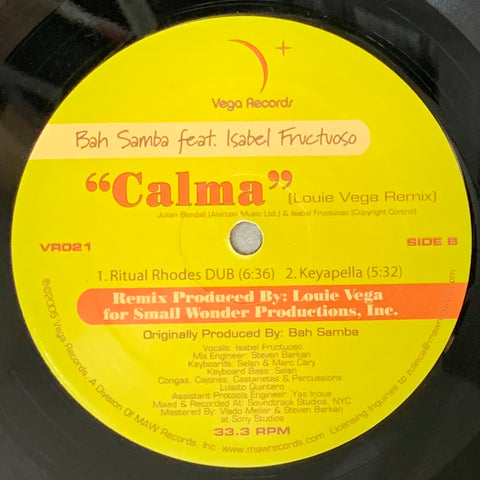 Vega Records
Bah Samba feat. Isabel Fructuoso
“Calma” (Louie Vega Remix)
Julian Bendall (Alarcon Music Ltd.) & Isabel Fructuoso (Copyright Control)
VR021
SIDE B
1. Ritual Rhodes DUB (6:36) 2. Keyapella (5:32)
Remix Produced By: Louie Vega
for Small Wonder Productions, Inc.
Originally Produced By: Bah Samba
Vocals: Isabel Fructuoso
Mix Engineer: Steven Barkan
Keyboards: Selan & Marc Cary
Keyboard Bass: Selan
Congas, Cajones, Castanetas & Percussions:
Luisito Quintero
Assistant Protools Engineer: Yas Inoue
Mixed & Recorded At: Soundtrack Studios, NYC
Mastered By: Vlado Meller & Steven Barkan
at Sony Studios
33.3 RPM
℗©2005 Vega Records, A Division Of MAW Records, Inc • www.mawrecords.com • Licensing Inquiries to zuleica@mawrecords.com